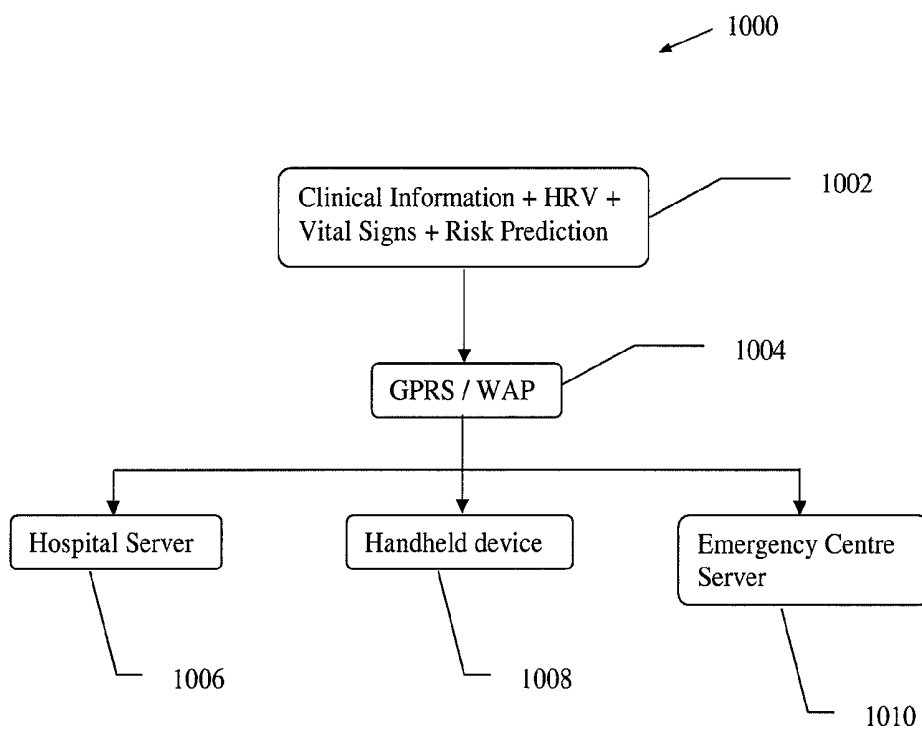 1000
Clinical Information + HRV +
Vital Signs + Risk Prediction
1002
GPRS / WAP
1004
Hospital Server
Handheld device
Emergency Centre
Server
1006
1008
1010